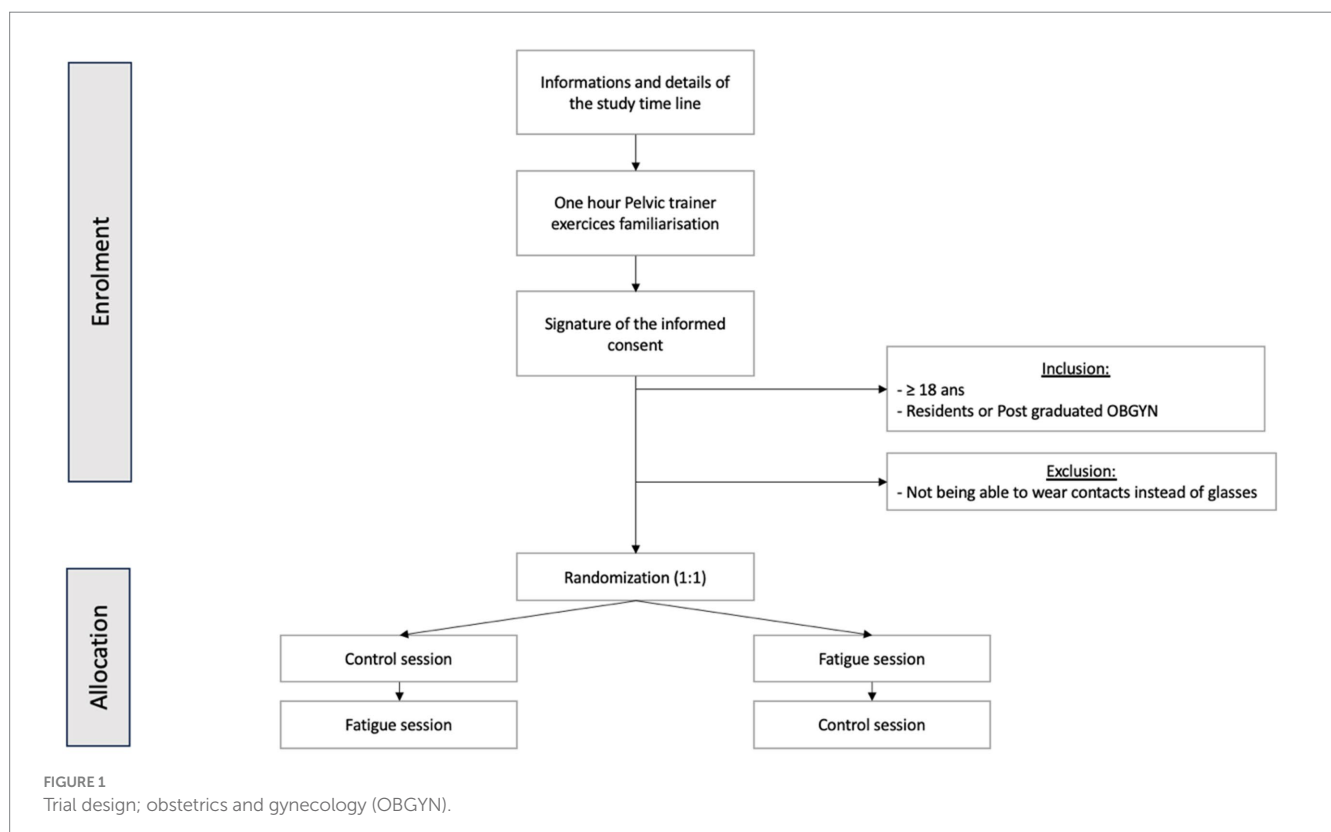 Enrolment
Informations and details of
the study time line
One hour Pelvic trainer
exercices familiarisation
Signature of the informed
consent
Inclusion:
- ≥ 18 ans
- Residents or Post graduated OBGYN
Exclusion:
- Not being able to wear contacts instead of glasses
Allocation
Randomization (1:1)
Control session
Fatigue session
Fatigue session
Control session
FIGURE 1
Trial design; obstetrics and gynecology (OBGYN).